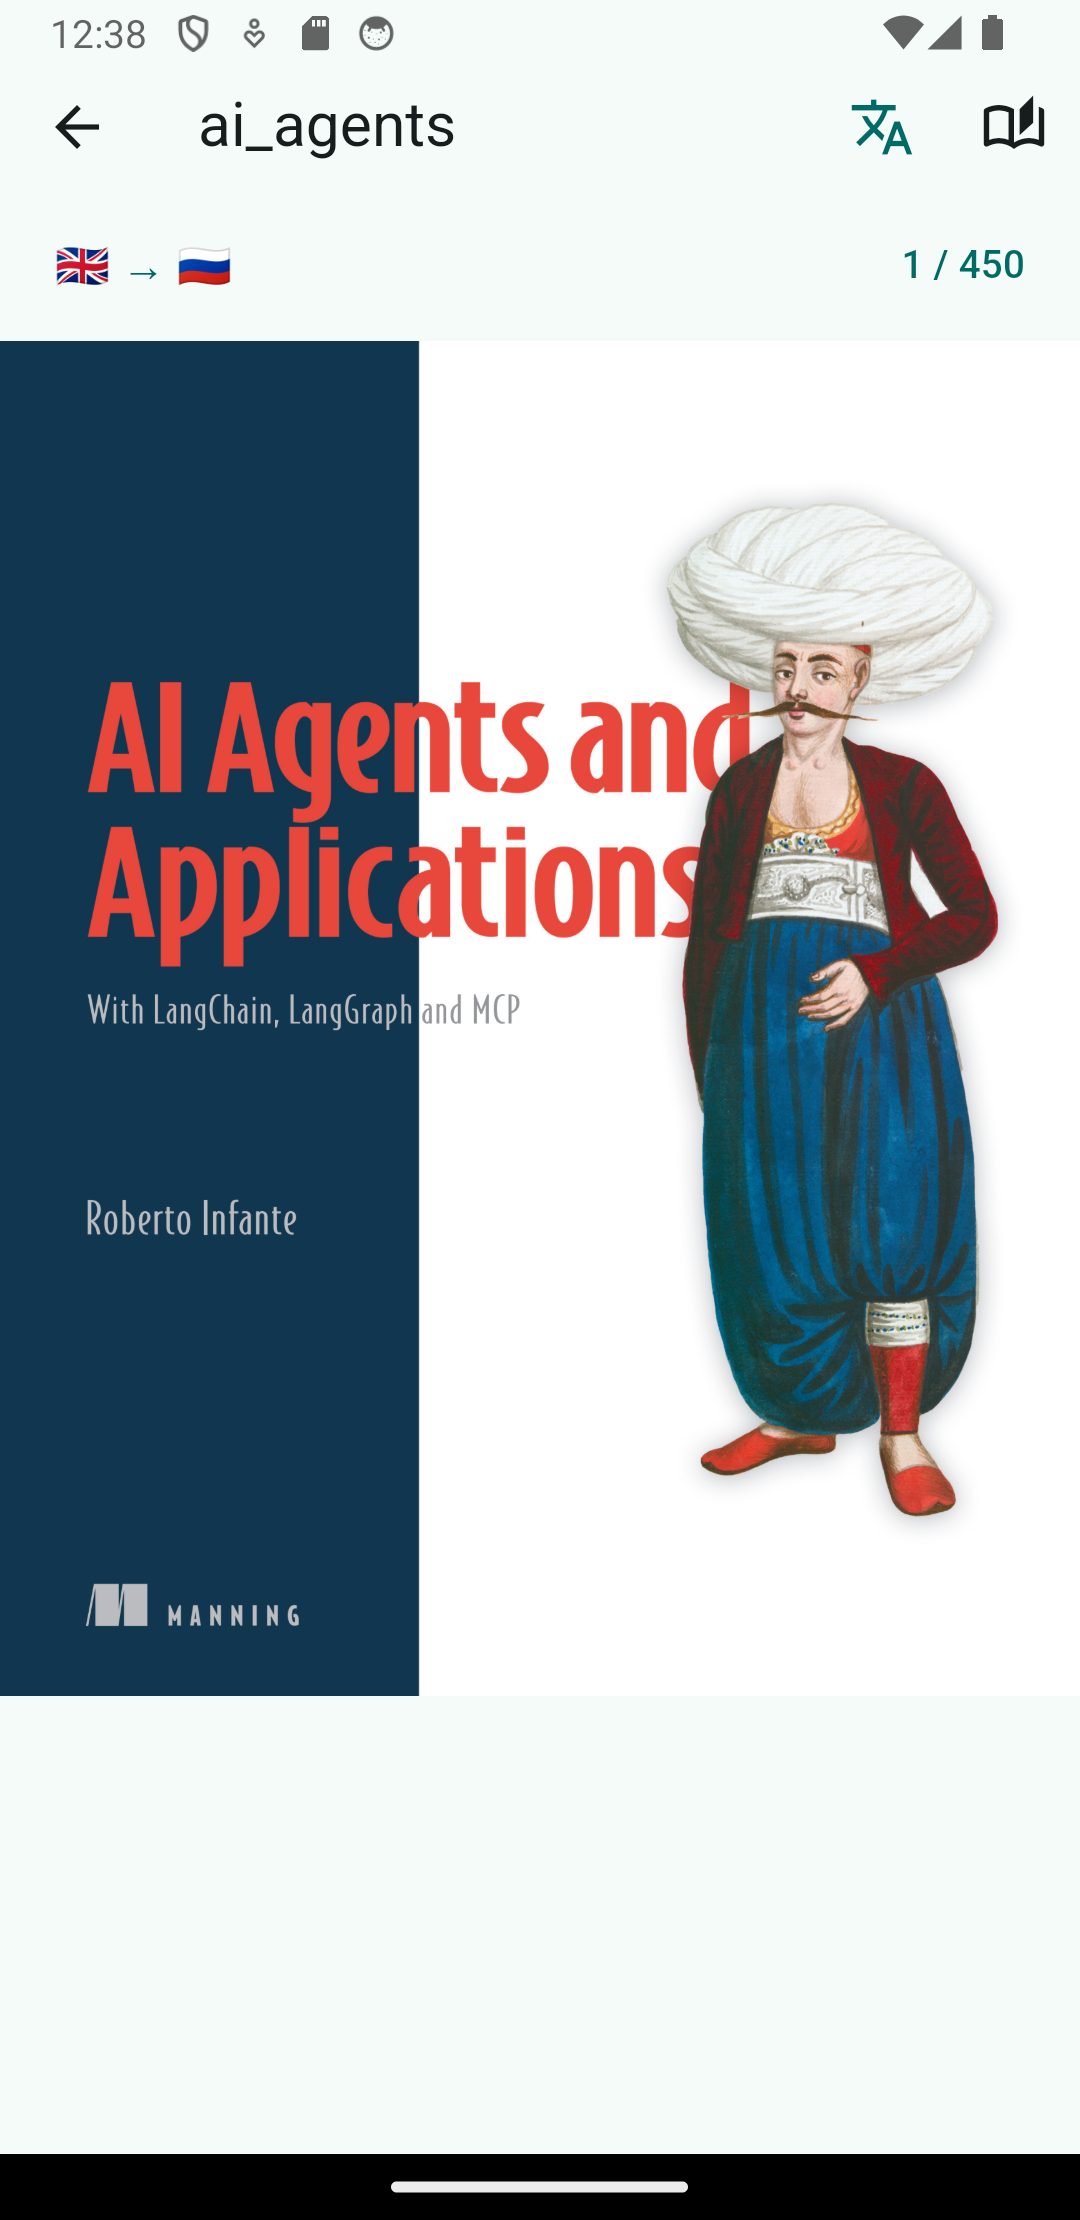 12:38
ai_agents
🇬🇧 → 🇷🇺
1 / 450
AI Agents and
Applications
With LangChain, LangGraph and MCP
Roberto Infante
MANNING